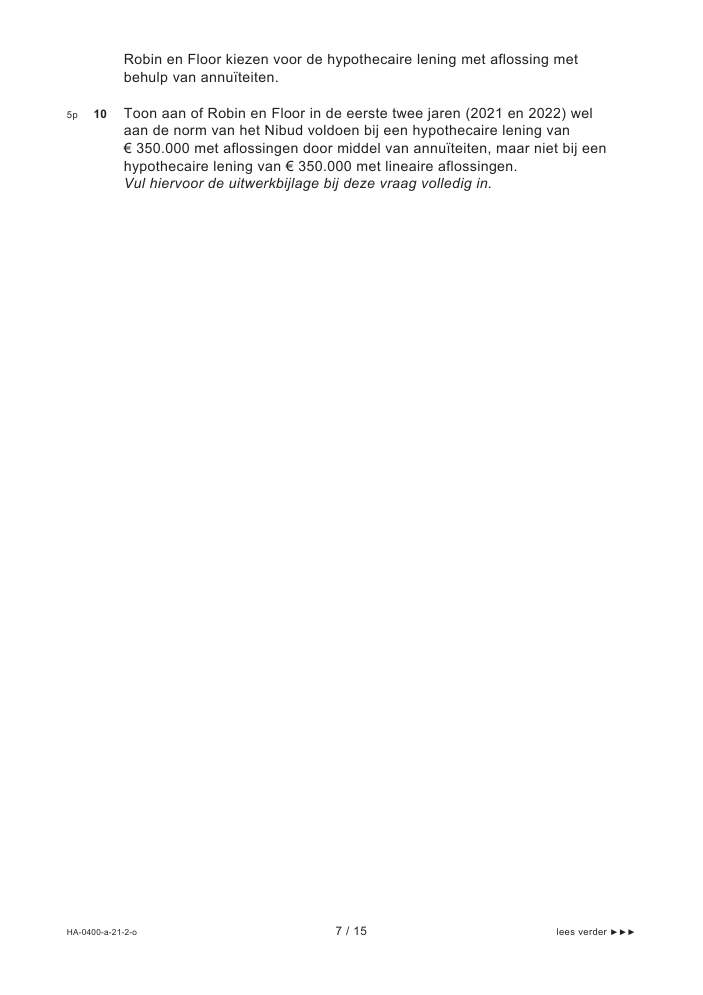 Robin en Floor kiezen voor de hypothecaire lening met aflossing met
behulp van annuïteiten.
5p 10 Toon aan of Robin en Floor in de eerste twee jaren (2021 en 2022) wel
aan de norm van het Nibud voldoen bij een hypothecaire lening van
€ 350.000 met aflossingen door middel van annuïteiten, maar niet bij een
hypothecaire lening van € 350.000 met lineaire aflossingen.
Vul hiervoor de uitwerkbijlage bij deze vraag volledig in.
HA-0400-a-21-2-o 7 / 15 lees verder ►►►